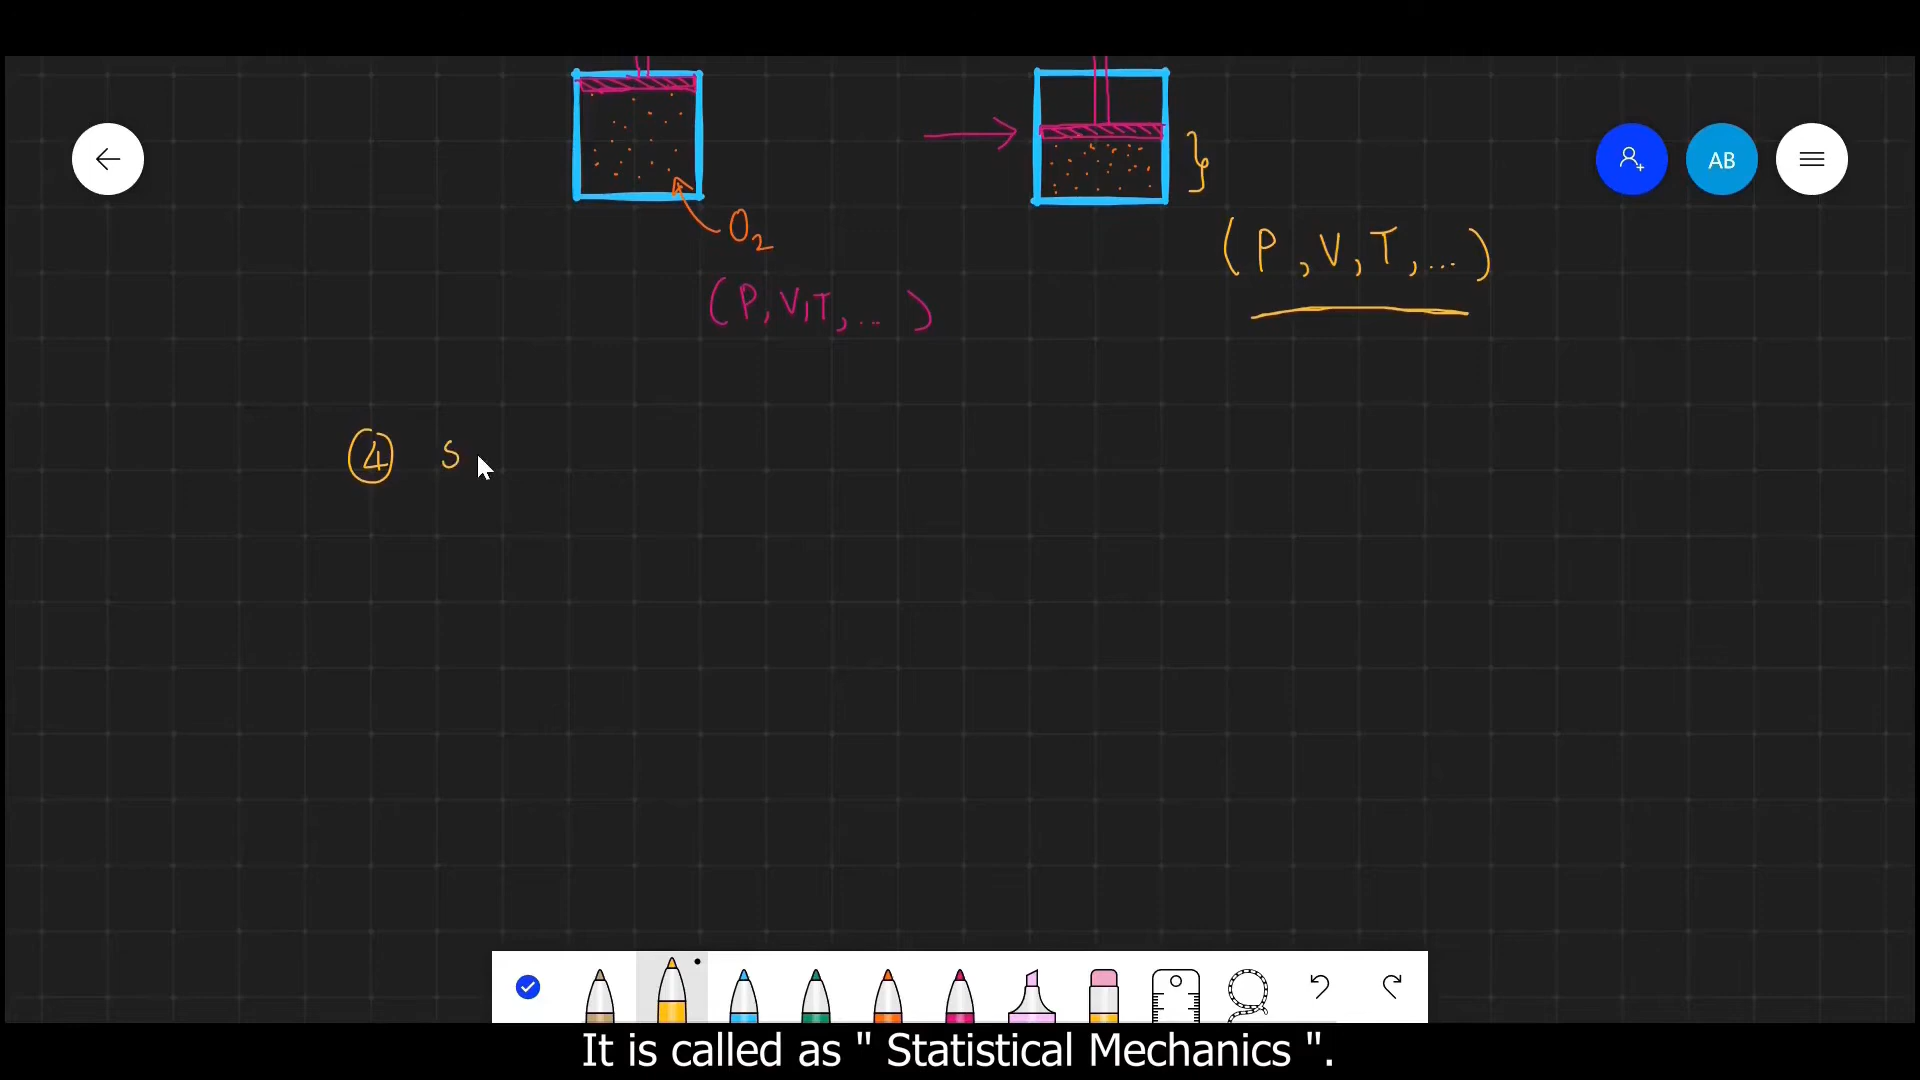 AB
O2
(P, V, T, ... )
(P, V, T, ... )
④ S
It is called as " Statistical Mechanics ".